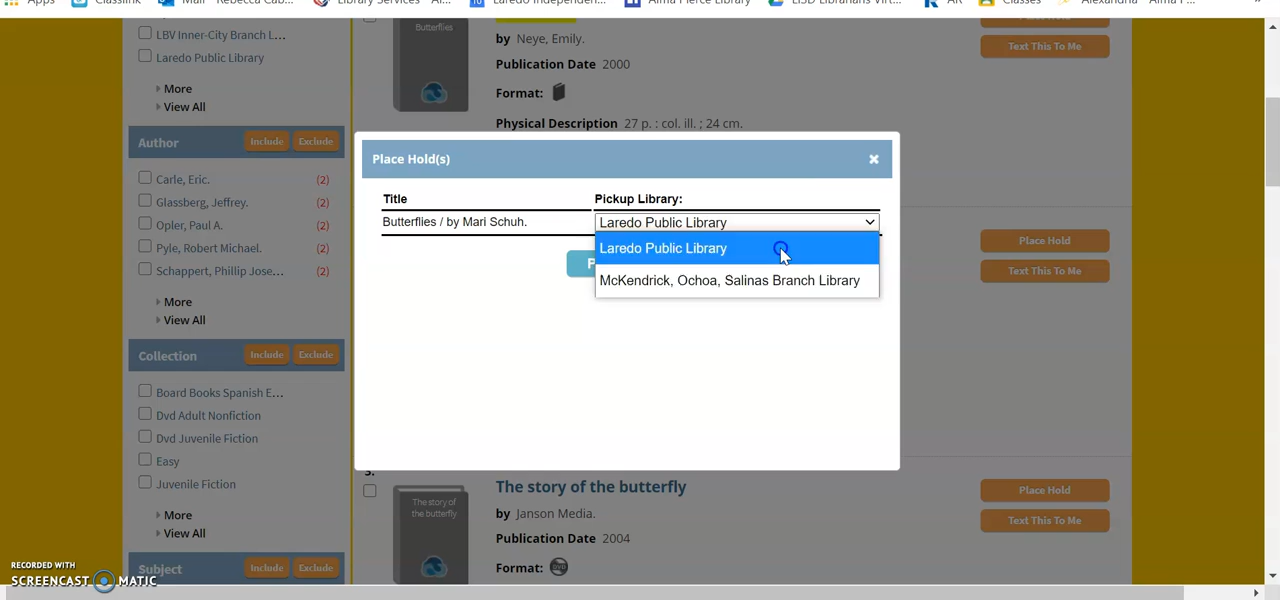 Apps
Classlink
Mail - Rebecca Cab...
Library Services - Al...
Laredo Independen...
Alma Pierce Library
LISD Librarians Virt...
AR
Classes
Alexandria - Alma P...
LBV Inner-City Branch L...
Laredo Public Library
More
View All
Author Include Exclude
Carle, Eric. (2)
Glassberg, Jeffrey. (2)
Opler, Paul A. (2)
Pyle, Robert Michael. (2)
Schappert, Phillip Jose... (2)
More
View All
Collection Include Exclude
Board Books Spanish E...
Dvd Adult Nonfiction
Dvd Juvenile Fiction
Easy
Juvenile Fiction
More
View All
Subject Include Exclude
Butterflies
by Neye, Emily.
Publication Date 2000
Format:
Physical Description 27 p. : col. ill. ; 24 cm.
Place Hold
Text This To Me
Place Hold(s)
Title Pickup Library:
Butterflies / by Mari Schuh. Laredo Public Library
Laredo Public Library
McKendrick, Ochoa, Salinas Branch Library
P
Place Hold
Text This To Me
The story of the butterfly
The story of
the butterfly
by Janson Media.
Publication Date 2004
Format:
DVD
Place Hold
Text This To Me
RECORDED WITH
SCREENCAST MATIC